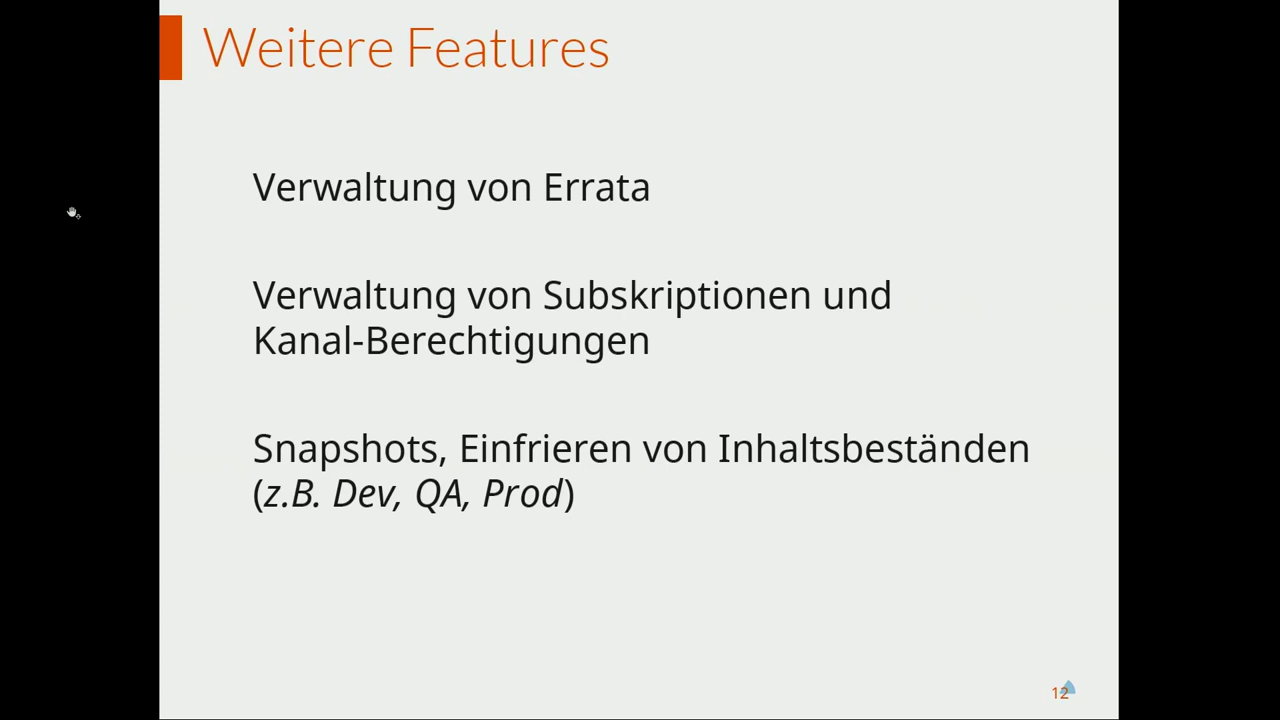 Weitere Features
Verwaltung von Errata
Verwaltung von Subskriptionen und
Kanal-Berechtigungen
Snapshots, Einfrieren von Inhaltsbeständen
(z.B. Dev, QA, Prod)
12